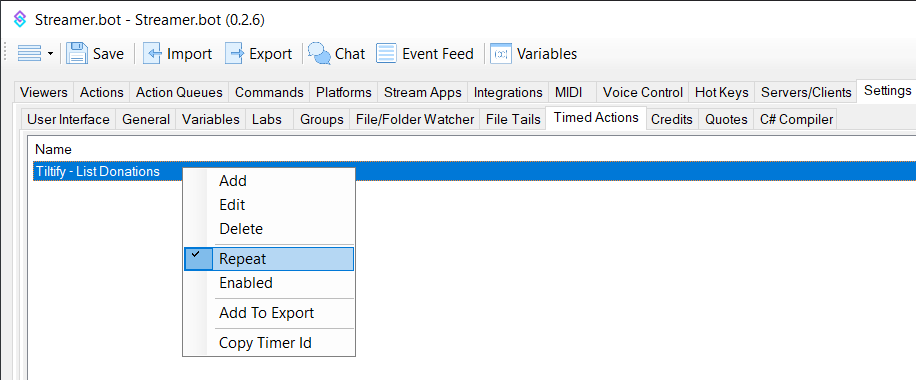 Streamer.bot - Streamer.bot (0.2.6)
Save Import Export Chat Event Feed Variables
Viewers Actions Action Queues Commands Platforms Stream Apps Integrations MIDI Voice Control Hot Keys Servers/Clients Settings
User Interface General Variables Labs Groups File/Folder Watcher File Tails Timed Actions Credits Quotes C# Compiler
Name
Tiltify - List Donations
Add
Edit
Delete
Repeat
Enabled
Add To Export
Copy Timer Id